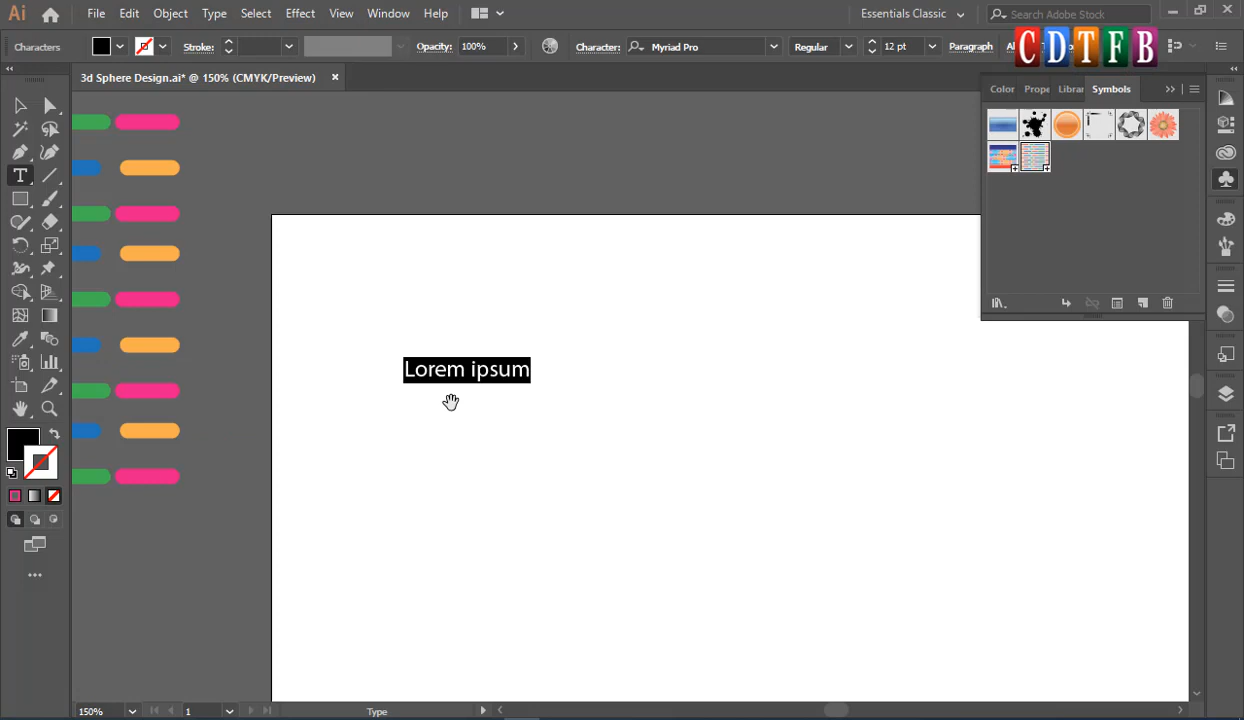 Ai File Edit Object Type Select Effect View Window Help Essentials Classic Search Adobe Stock
Characters Stroke: Opacity: 100% Character: Myriad Pro Regular 12 pt Paragraph
C D T F B
3d Sphere Design.ai* @ 150% (CMYK/Preview)
Color Prope Librar Symbols
Lorem ipsum
150% 1 Type